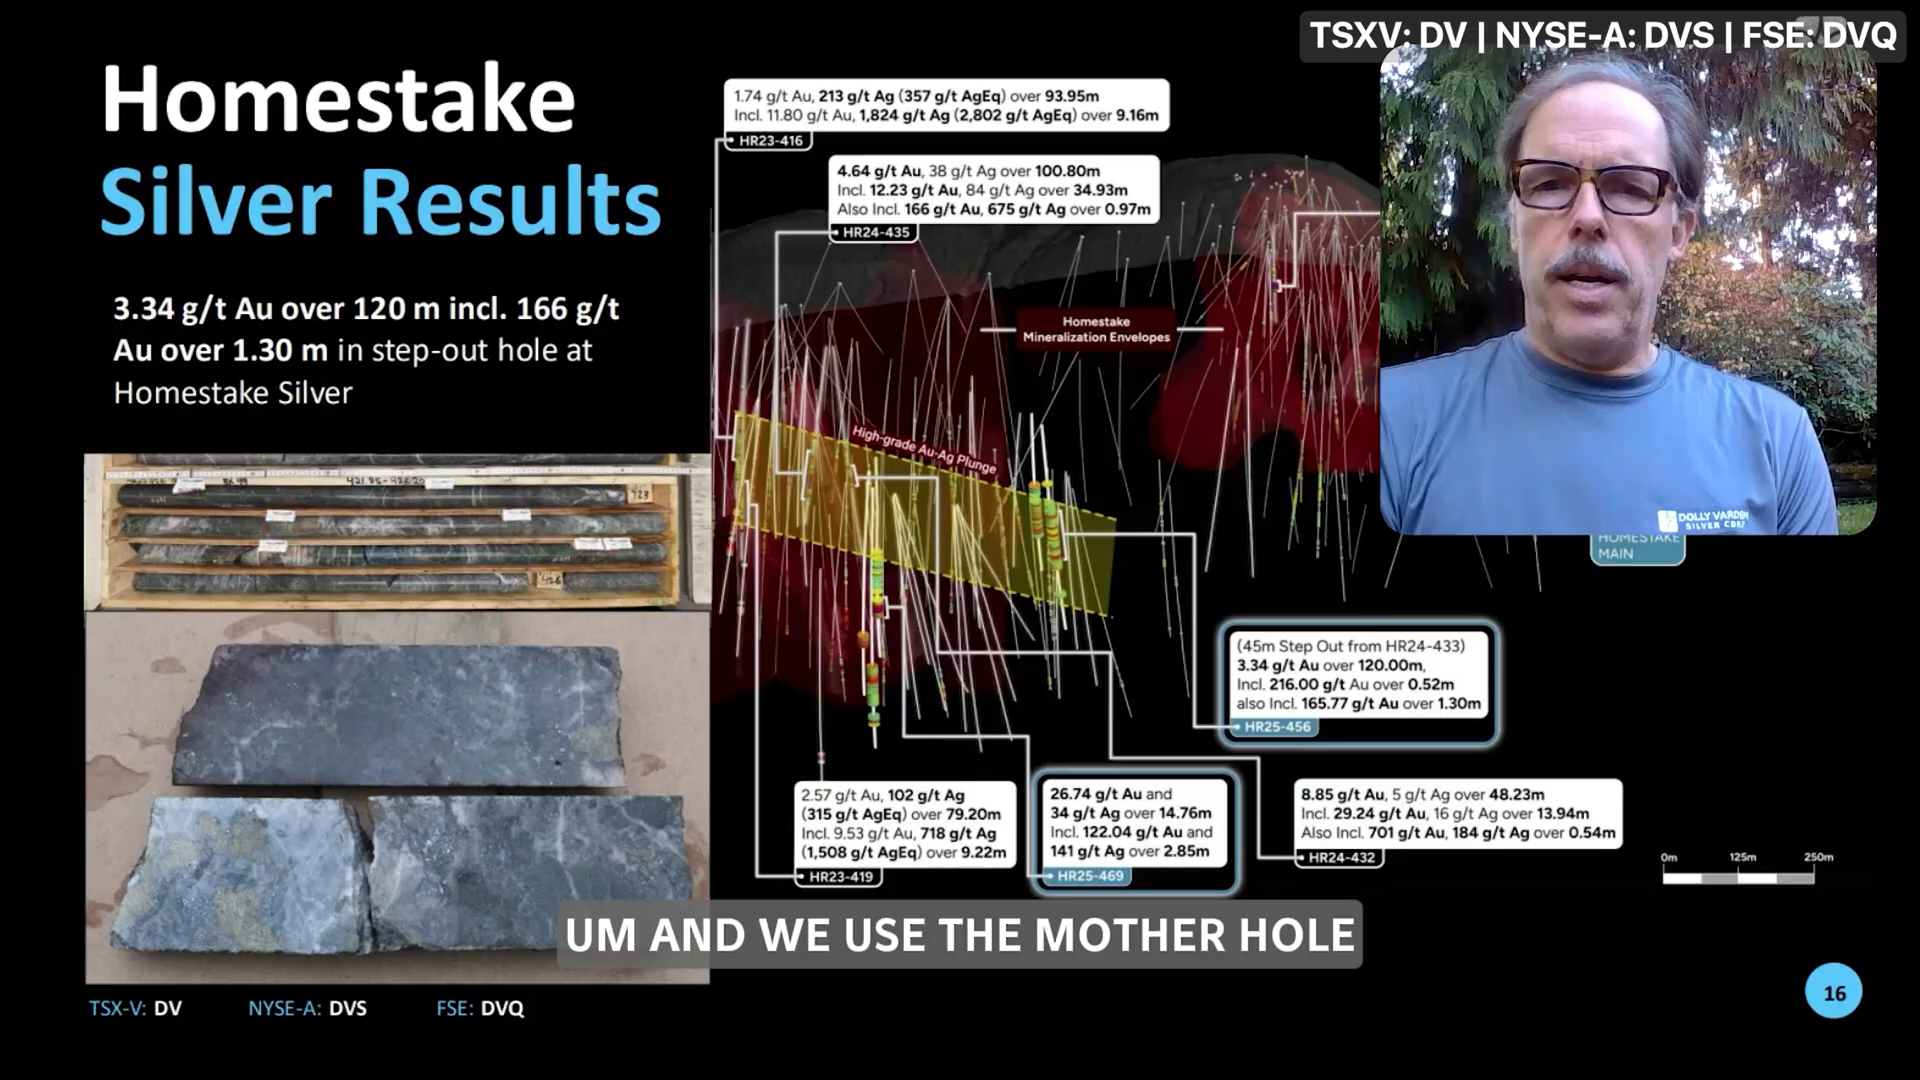 TSXV: DV | NYSE-A: DVS | FSE: DVQ
Homestake
Silver Results
3.34 g/t Au over 120 m incl. 166 g/t
Au over 1.30 m in step-out hole at
Homestake Silver
1.74 g/t Au, 213 g/t Ag (357 g/t AgEq) over 93.95m
Incl. 11.80 g/t Au, 1,824 g/t Ag (2,802 g/t AgEq) over 9.16m
HR23-416
4.64 g/t Au, 38 g/t Ag over 100.80m
Incl. 12.23 g/t Au, 84 g/t Ag over 34.93m
Also Incl. 166 g/t Au, 675 g/t Ag over 0.97m
HR24-435
Homestake
Mineralization Envelopes
High-grade Au-Ag Plunge
DOLLY VARDEN
SILVER CORP
HOMESTAKE
MAIN
423
426
(45m Step Out from HR24-433)
3.34 g/t Au over 120.00m,
Incl. 216.00 g/t Au over 0.52m
also Incl. 165.77 g/t Au over 1.30m
HR25-456
2.57 g/t Au, 102 g/t Ag
(315 g/t AgEq) over 79.20m
Incl. 9.53 g/t Au, 718 g/t Ag
(1,508 g/t AgEq) over 9.22m
HR23-419
26.74 g/t Au and
34 g/t Ag over 14.76m
Incl. 122.04 g/t Au and
141 g/t Ag over 2.85m
HR25-469
8.85 g/t Au, 5 g/t Ag over 48.23m
Incl. 29.24 g/t Au, 16 g/t Ag over 13.94m
Also Incl. 701 g/t Au, 184 g/t Ag over 0.54m
HR24-432
0m 125m 250m
UM AND WE USE THE MOTHER HOLE
TSX-V: DV NYSE-A: DVS FSE: DVQ
16